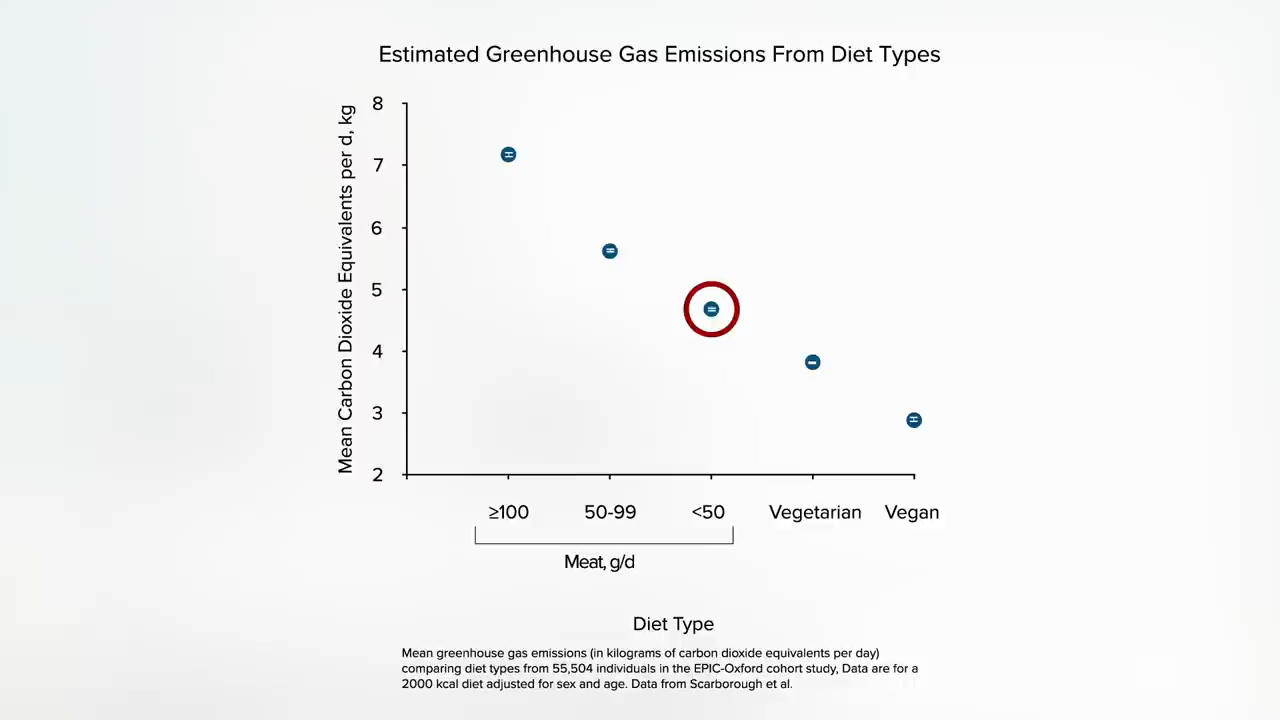 Estimated Greenhouse Gas Emissions From Diet Types
Mean Carbon Dioxide Equivalents per d, kg
8
7
6
5
4
3
2
≥100
50-99
<50
Vegetarian
Vegan
Meat, g/d
Diet Type
Mean greenhouse gas emissions (in kilograms of carbon dioxide equivalents per day)
comparing diet types from 55,504 individuals in the EPIC-Oxford cohort study, Data are for a
2000 kcal diet adjusted for sex and age. Data from Scarborough et al.